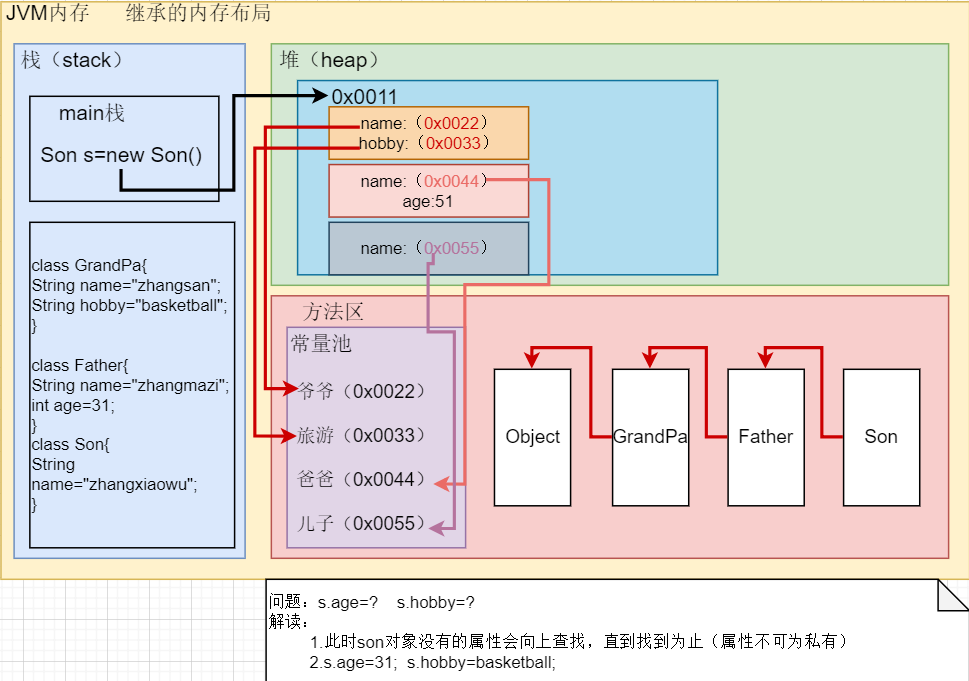 JVM内存 继承的内存布局
栈（stack）
main栈
Son s=new Son()
class GrandPa{
String name="zhangsan";
String hobby="basketball";
}
class Father{
String name="zhangmazi";
int age=31;
}
class Son{
String
name="zhangxiaowu";
}
堆（heap）
0x0011
name:（0x0022）
hobby:（0x0033）
name:（0x0044）
age:51
name:（0x0055）
方法区
常量池
爷爷（0x0022）
旅游（0x0033）
爸爸（0x0044）
儿子（0x0055）
Object
GrandPa
Father
Son
问题：s.age=? s.hobby=?
解读：
1.此时son对象没有的属性会向上查找，直到找到为止（属性不可为私有）
2.s.age=31; s.hobby=basketball;